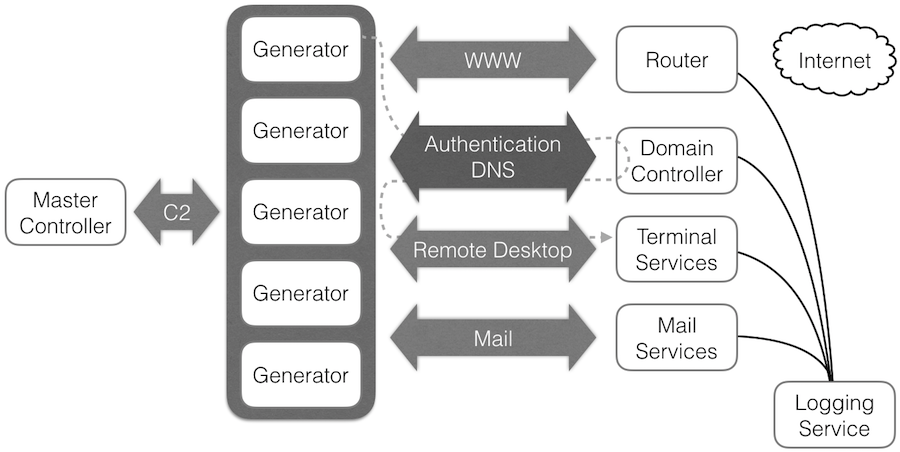 Master
Controller
C2
Generator
Generator
Generator
Generator
Generator
WWW
Authentication
DNS
Remote Desktop
Mail
Router
Domain
Controller
Terminal
Services
Mail
Services
Internet
Logging
Service